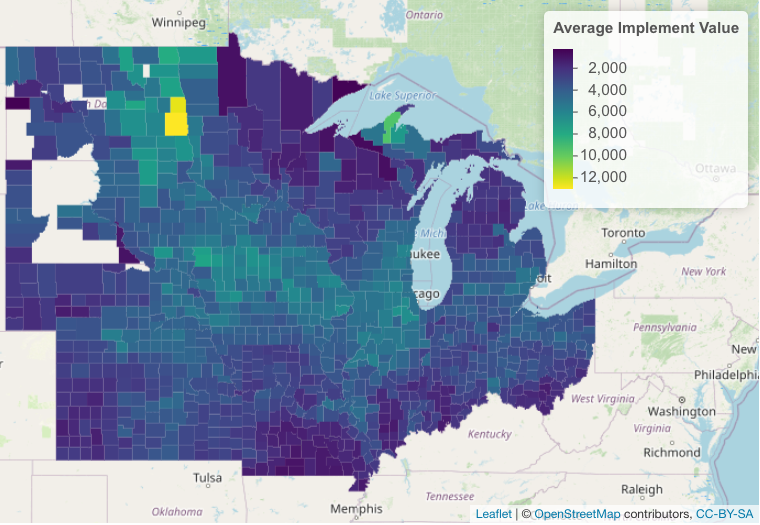 Winnipeg
Ontario
Average Implement Value
2,000
4,000
6,000
8,000
10,000
12,000
Lake Superior
Ottawa
Toronto
Hamilton
New York
Pennsylvania
New
Philadelphia
Washington
West Virginia
Virginia
Kentucky
Richmond
Tulsa
Raleigh
Tennessee
Oklahoma
Memphis
Leaflet | © OpenStreetMap contributors, CC-BY-SA